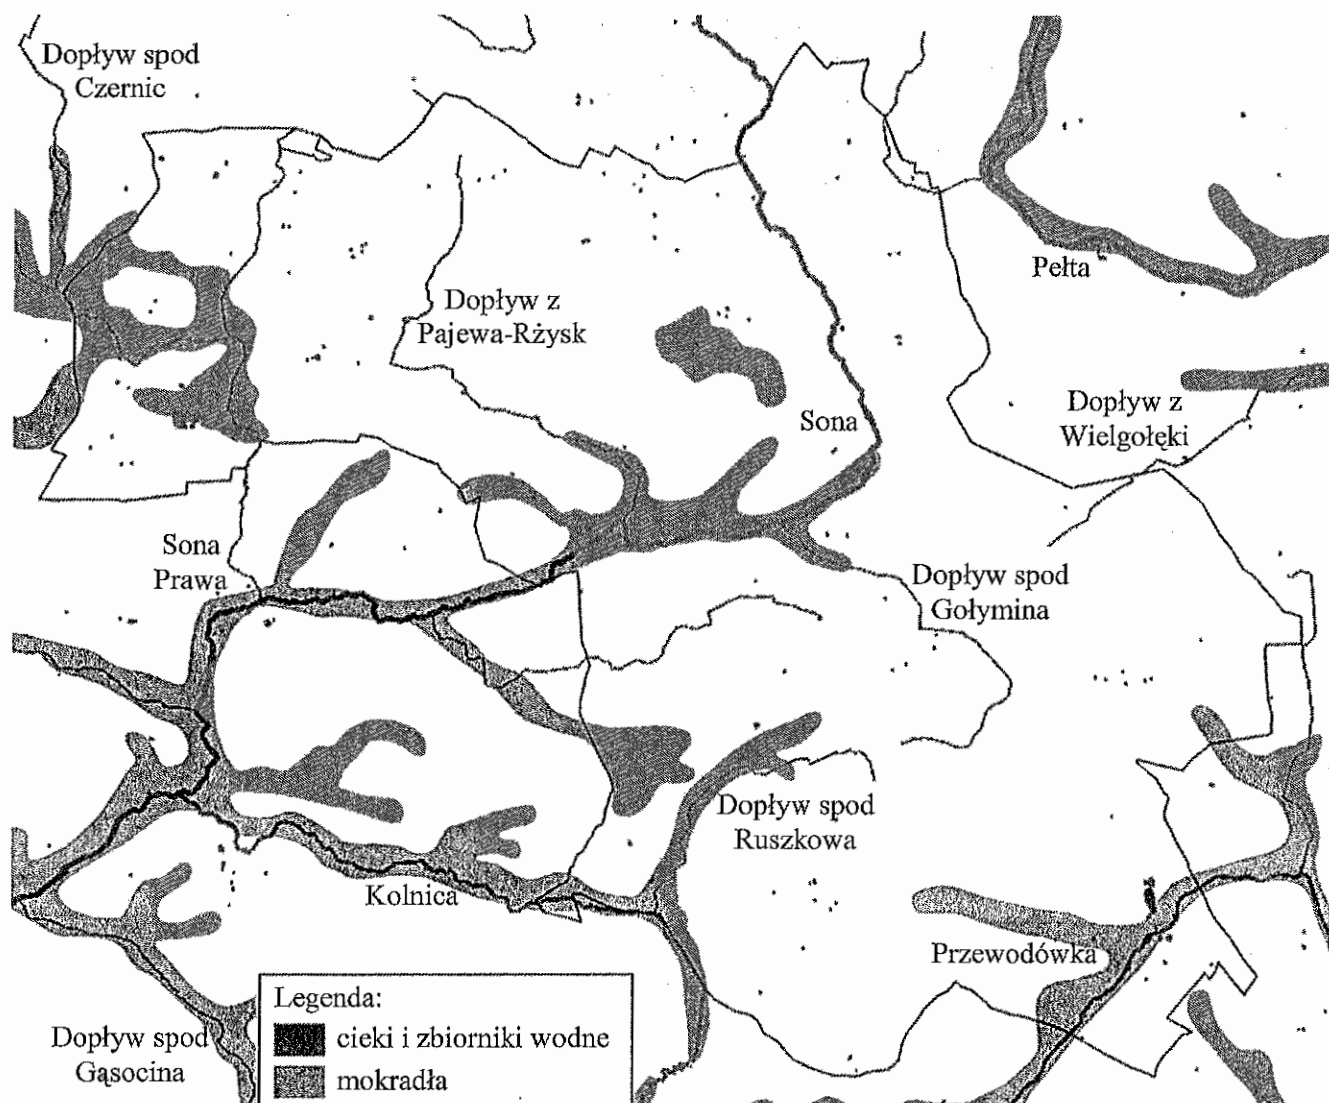 Dopływ spod
Czernic
Pełta
Dopływ z
Pajewa-Rżysk
Dopływ z
Wielgołęki
Sona
Sona
Prawa
Dopływ spod
Gołymina
Dopływ spod
Ruszkowa
Kolnica
Przewodówka
Dopływ spod
Gąsocina
Legenda:
cieki i zbiorniki wodne
mokradła